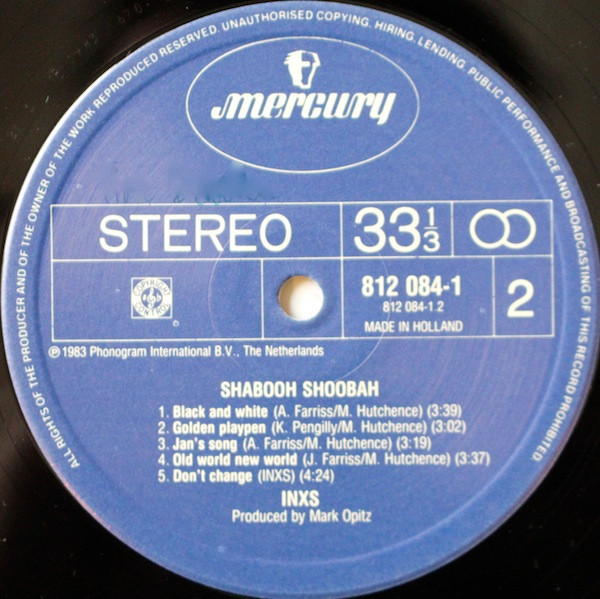 ALL RIGHTS OF THE PRODUCER AND OF THE OWNER OF THE WORK REPRODUCED RESERVED. UNAUTHORISED COPYING, HIRING, LENDING, PUBLIC PERFORMANCE AND BROADCASTING OF THIS RECORD PROHIBITED
mercury
STEREO 33 1/3
812 084-1
812 084-1.2
MADE IN HOLLAND
2
COPYRIGHT CONTROL
℗ 1983 Phonogram International B.V., The Netherlands
SHABOOH SHOOBAH
1. Black and white (A. Farriss/M. Hutchence) (3:39)
2. Golden playpen (K. Pengilly/M. Hutchence) (3:02)
3. Jan's song (A. Farriss/M. Hutchence) (3:19)
4. Old world new world (J. Farriss/M. Hutchence) (3:37)
5. Don't change (INXS) (4:24)
INXS
Produced by Mark Opitz